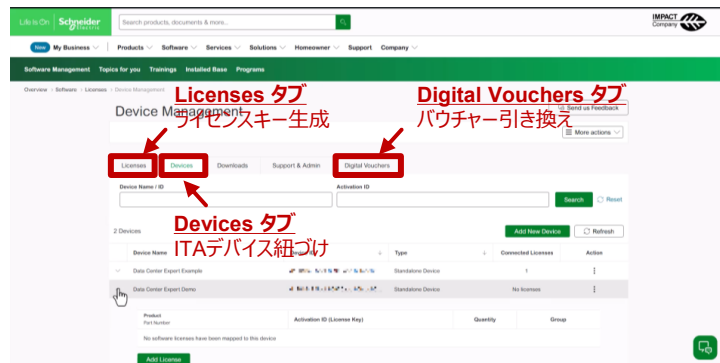 Life Is On Schneider Electric
Search products, documents & more...
IMPACT Company
New My Business Products Software Services Solutions Homeowner Support Company
Software Management Topics for you Trainings Installed Base Programs
Overview Software Licenses Device Management
Licenses タブ
ライセンスキー生成
Digital Vouchers タブ
バウチャー引き換え
Device Management
Send us Feedback
More actions
Licenses Devices Downloads Support & Admin Digital Vouchers
Device Name / ID Activation ID
Search Reset
Devices タブ
ITAデバイス紐づけ
2 Devices Add New Device Refresh
Device Name Device ID Type Connected Licenses Action
Data Center Expert Example Standalone Device 1
Data Center Expert Demo Standalone Device No licenses
Product
Part Number
Activation ID (License Key) Quantity Group
No software licenses have been mapped to this device
Add License